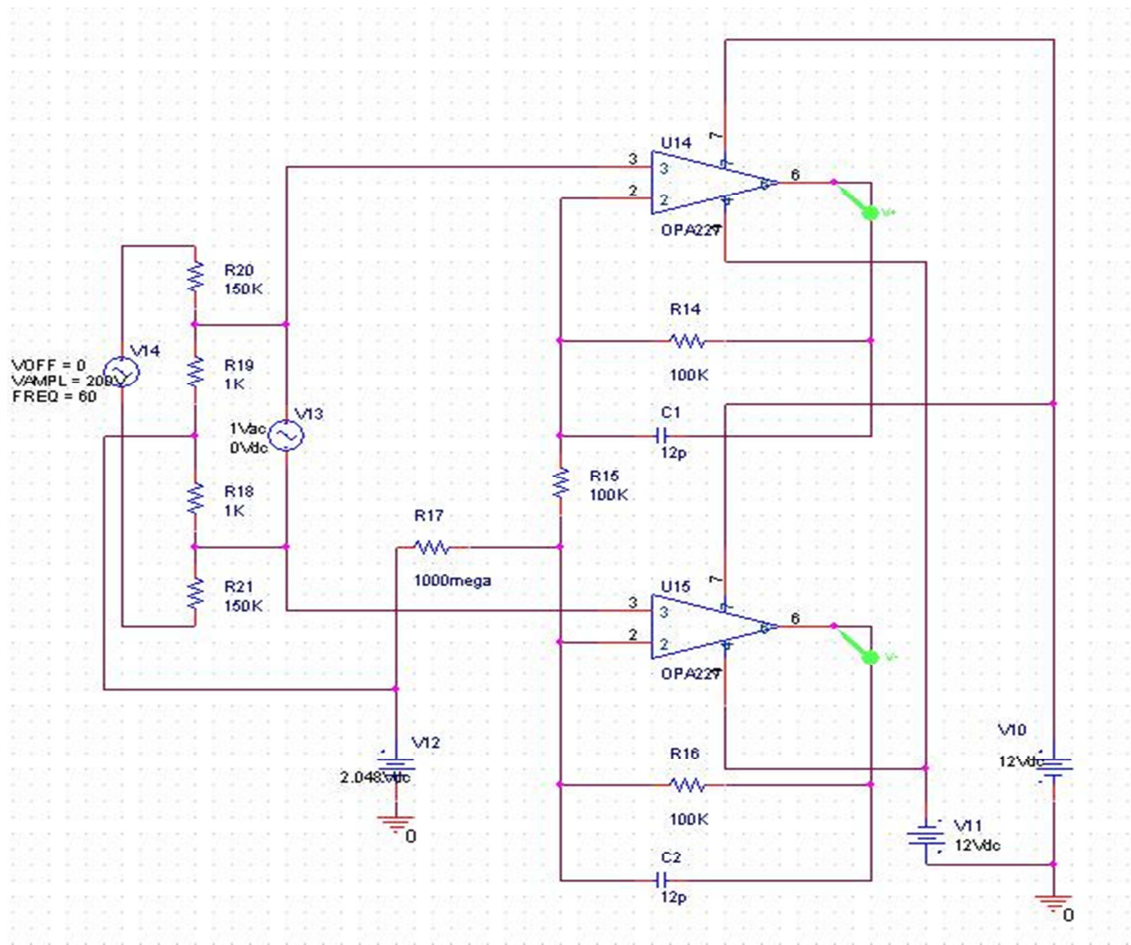 7
U14
3
3
6
2
2
V+
OPA227
4
R20
150K
R14
V14
VOFF = 0
VAMPL = 200V
FREQ = 60
R19
1K
100K
V13
C1
1Vac
0Vdc
12p
R15
100K
R18
1K
R17
1000mega
R21
150K
7
U15
3
3
6
2
2
V-
OPA227
4
V12
2.048Vdc
V10
12Vdc
R16
0
100K
V11
12Vdc
C2
12p
0